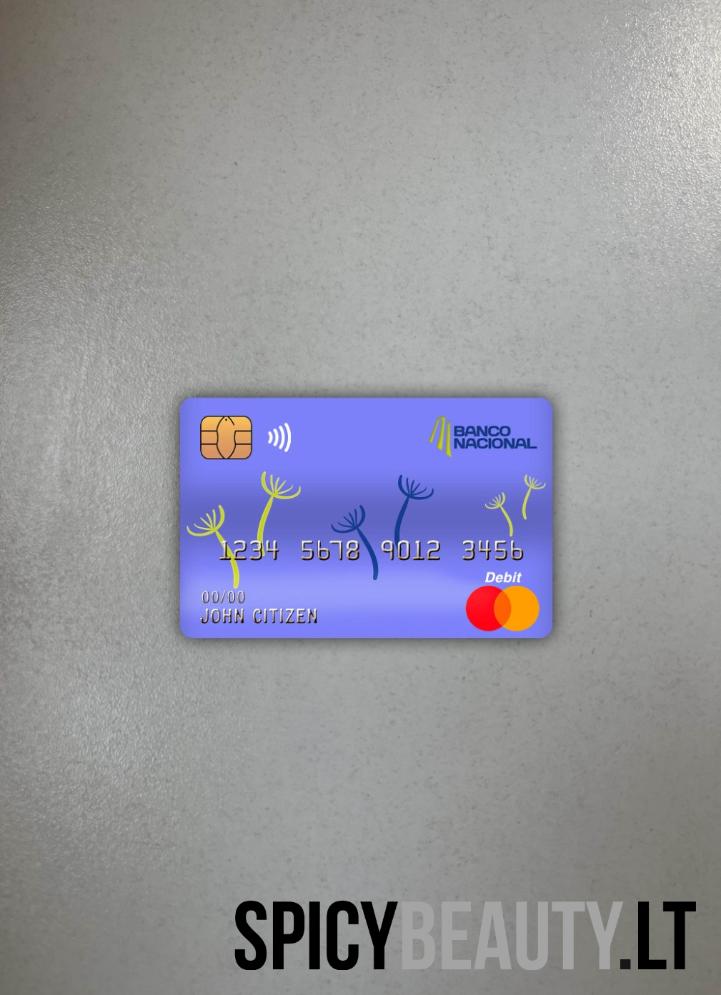 BANCO
NACIONAL
1234 5678 9012 3456
Debit
00/00
JOHN CITIZEN
SPICYBEAUTY.LT